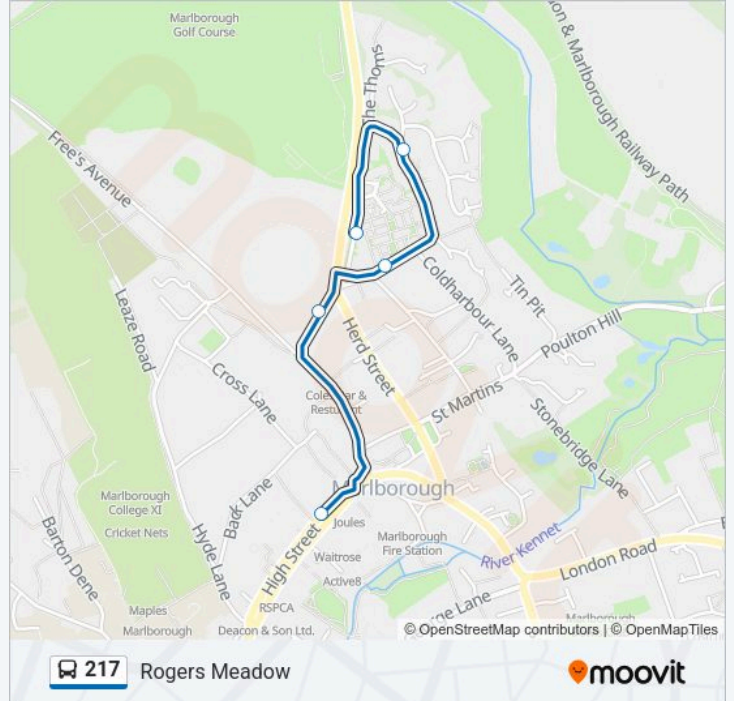 Marlborough
Golf Course
The Thorns
Marlborough Railway Path
Free's Avenue
Leaze Road
Coldharbour Lane
Tin Pit
Poulton Hill
Herd Street
Cross Lane
St Martins
Stonebridge Lane
Back Lane
Marlborough
Marlborough
College XI
Cricket Nets
Barton Dene
Hyde Lane
High Street
Joules
Waitrose
Active8
Marlborough
Fire Station
River Kennet
London Road
RSPCA
Maples
Marlborough
Deacon & Son Ltd.
© OpenStreetMap contributors | © OpenMapTiles
217 Rogers Meadow
moovit